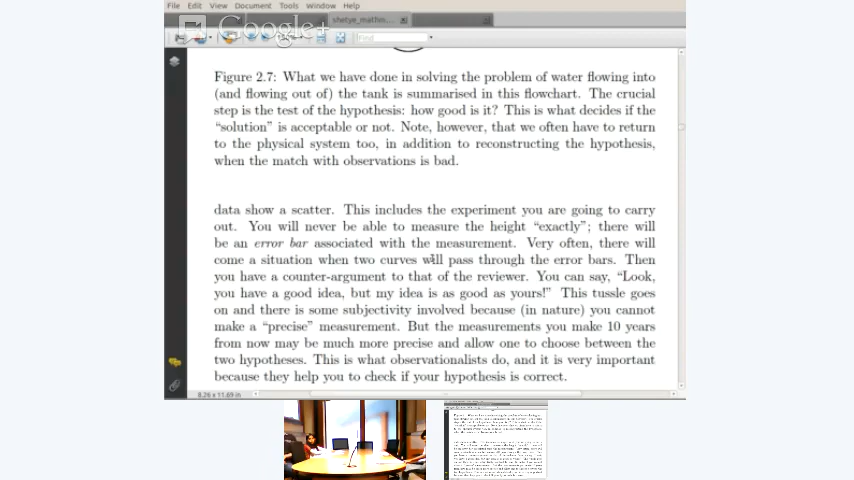 File Edit View Document Tools Window Help
Google+
shetye_mathin...
Find
Figure 2.7: What we have done in solving the problem of water flowing into
(and flowing out of) the tank is summarised in this flowchart. The crucial
step is the test of the hypothesis: how good is it? This is what decides if the
“solution” is acceptable or not. Note, however, that we often have to return
to the physical system too, in addition to reconstructing the hypothesis,
when the match with observations is bad.
data show a scatter. This includes the experiment you are going to carry
out. You will never be able to measure the height “exactly”; there will
be an error bar associated with the measurement. Very often, there will
come a situation when two curves will pass through the error bars. Then
you have a counter-argument to that of the reviewer. You can say, “Look,
you have a good idea, but my idea is as good as yours!” This tussle goes
on and there is some subjectivity involved because (in nature) you cannot
make a “precise” measurement. But the measurements you make 10 years
from now may be much more precise and allow one to choose between the
two hypotheses. This is what observationalists do, and it is very important
because they help you to check if your hypothesis is correct.
8.26 x 11.69 in